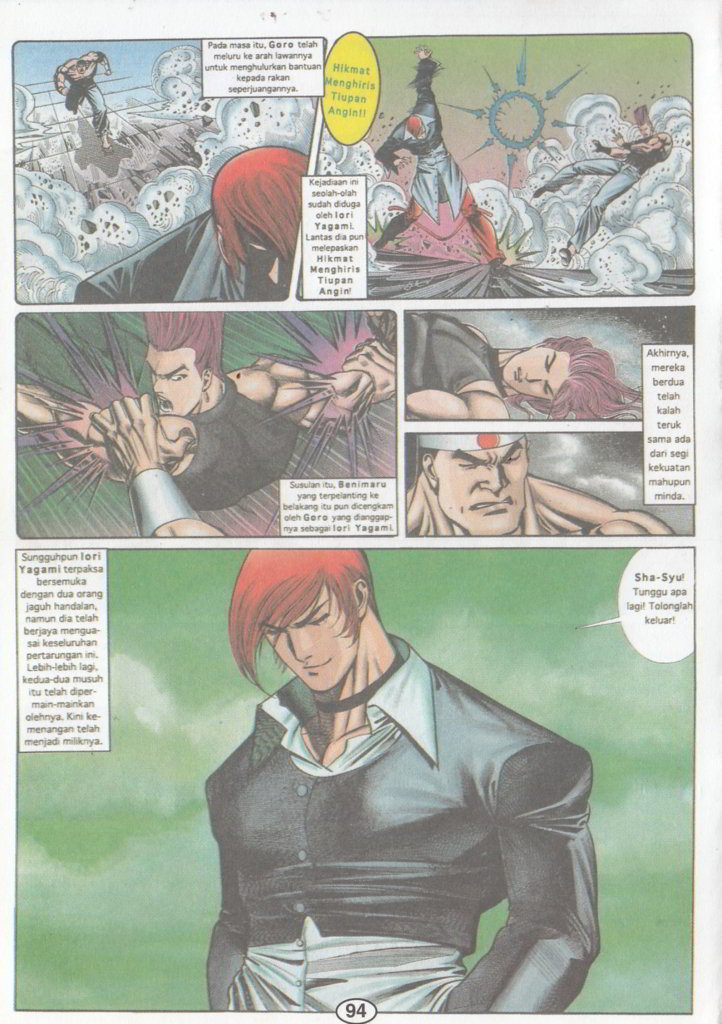 Pada masa itu, Goro telah
meluru ke arah lawannya
untuk menghulurkan bantuan
kepada rakan
seperjuangannya.
Hikmat
Menghiris
Tiupan
Angin!!
Kejadiaan ini
seolah-olah
sudah diduga
oleh Iori
Yagami.
Lantas dia pun
melepaskan
Hikmat
Menghiris
Tiupan
Angin!
Susulan itu, Benimaru
yang terpelanting ke
belakang itu pun dicengkam
oleh Goro yang dianggap-
nya sebagai Iori Yagami.
Akhirnya,
mereka
berdua
telah
kalah
teruk
sama ada
dari segi
kekuatan
mahupun
minda.
Sungguhpun Iori
Yagami terpaksa
bersemuka
dengan dua orang
jaguh handalan,
namun dia telah
berjaya mengua-
sai keseluruhan
pertarungan ini.
Lebih-lebih lagi,
kedua-dua musuh
itu telah diper-
main-mainkan
olehnya. Kini ke-
menangan telah
menjadi miliknya.
Sha-Syu!
Tunggu apa
lagi! Tolonglah
keluar!
94